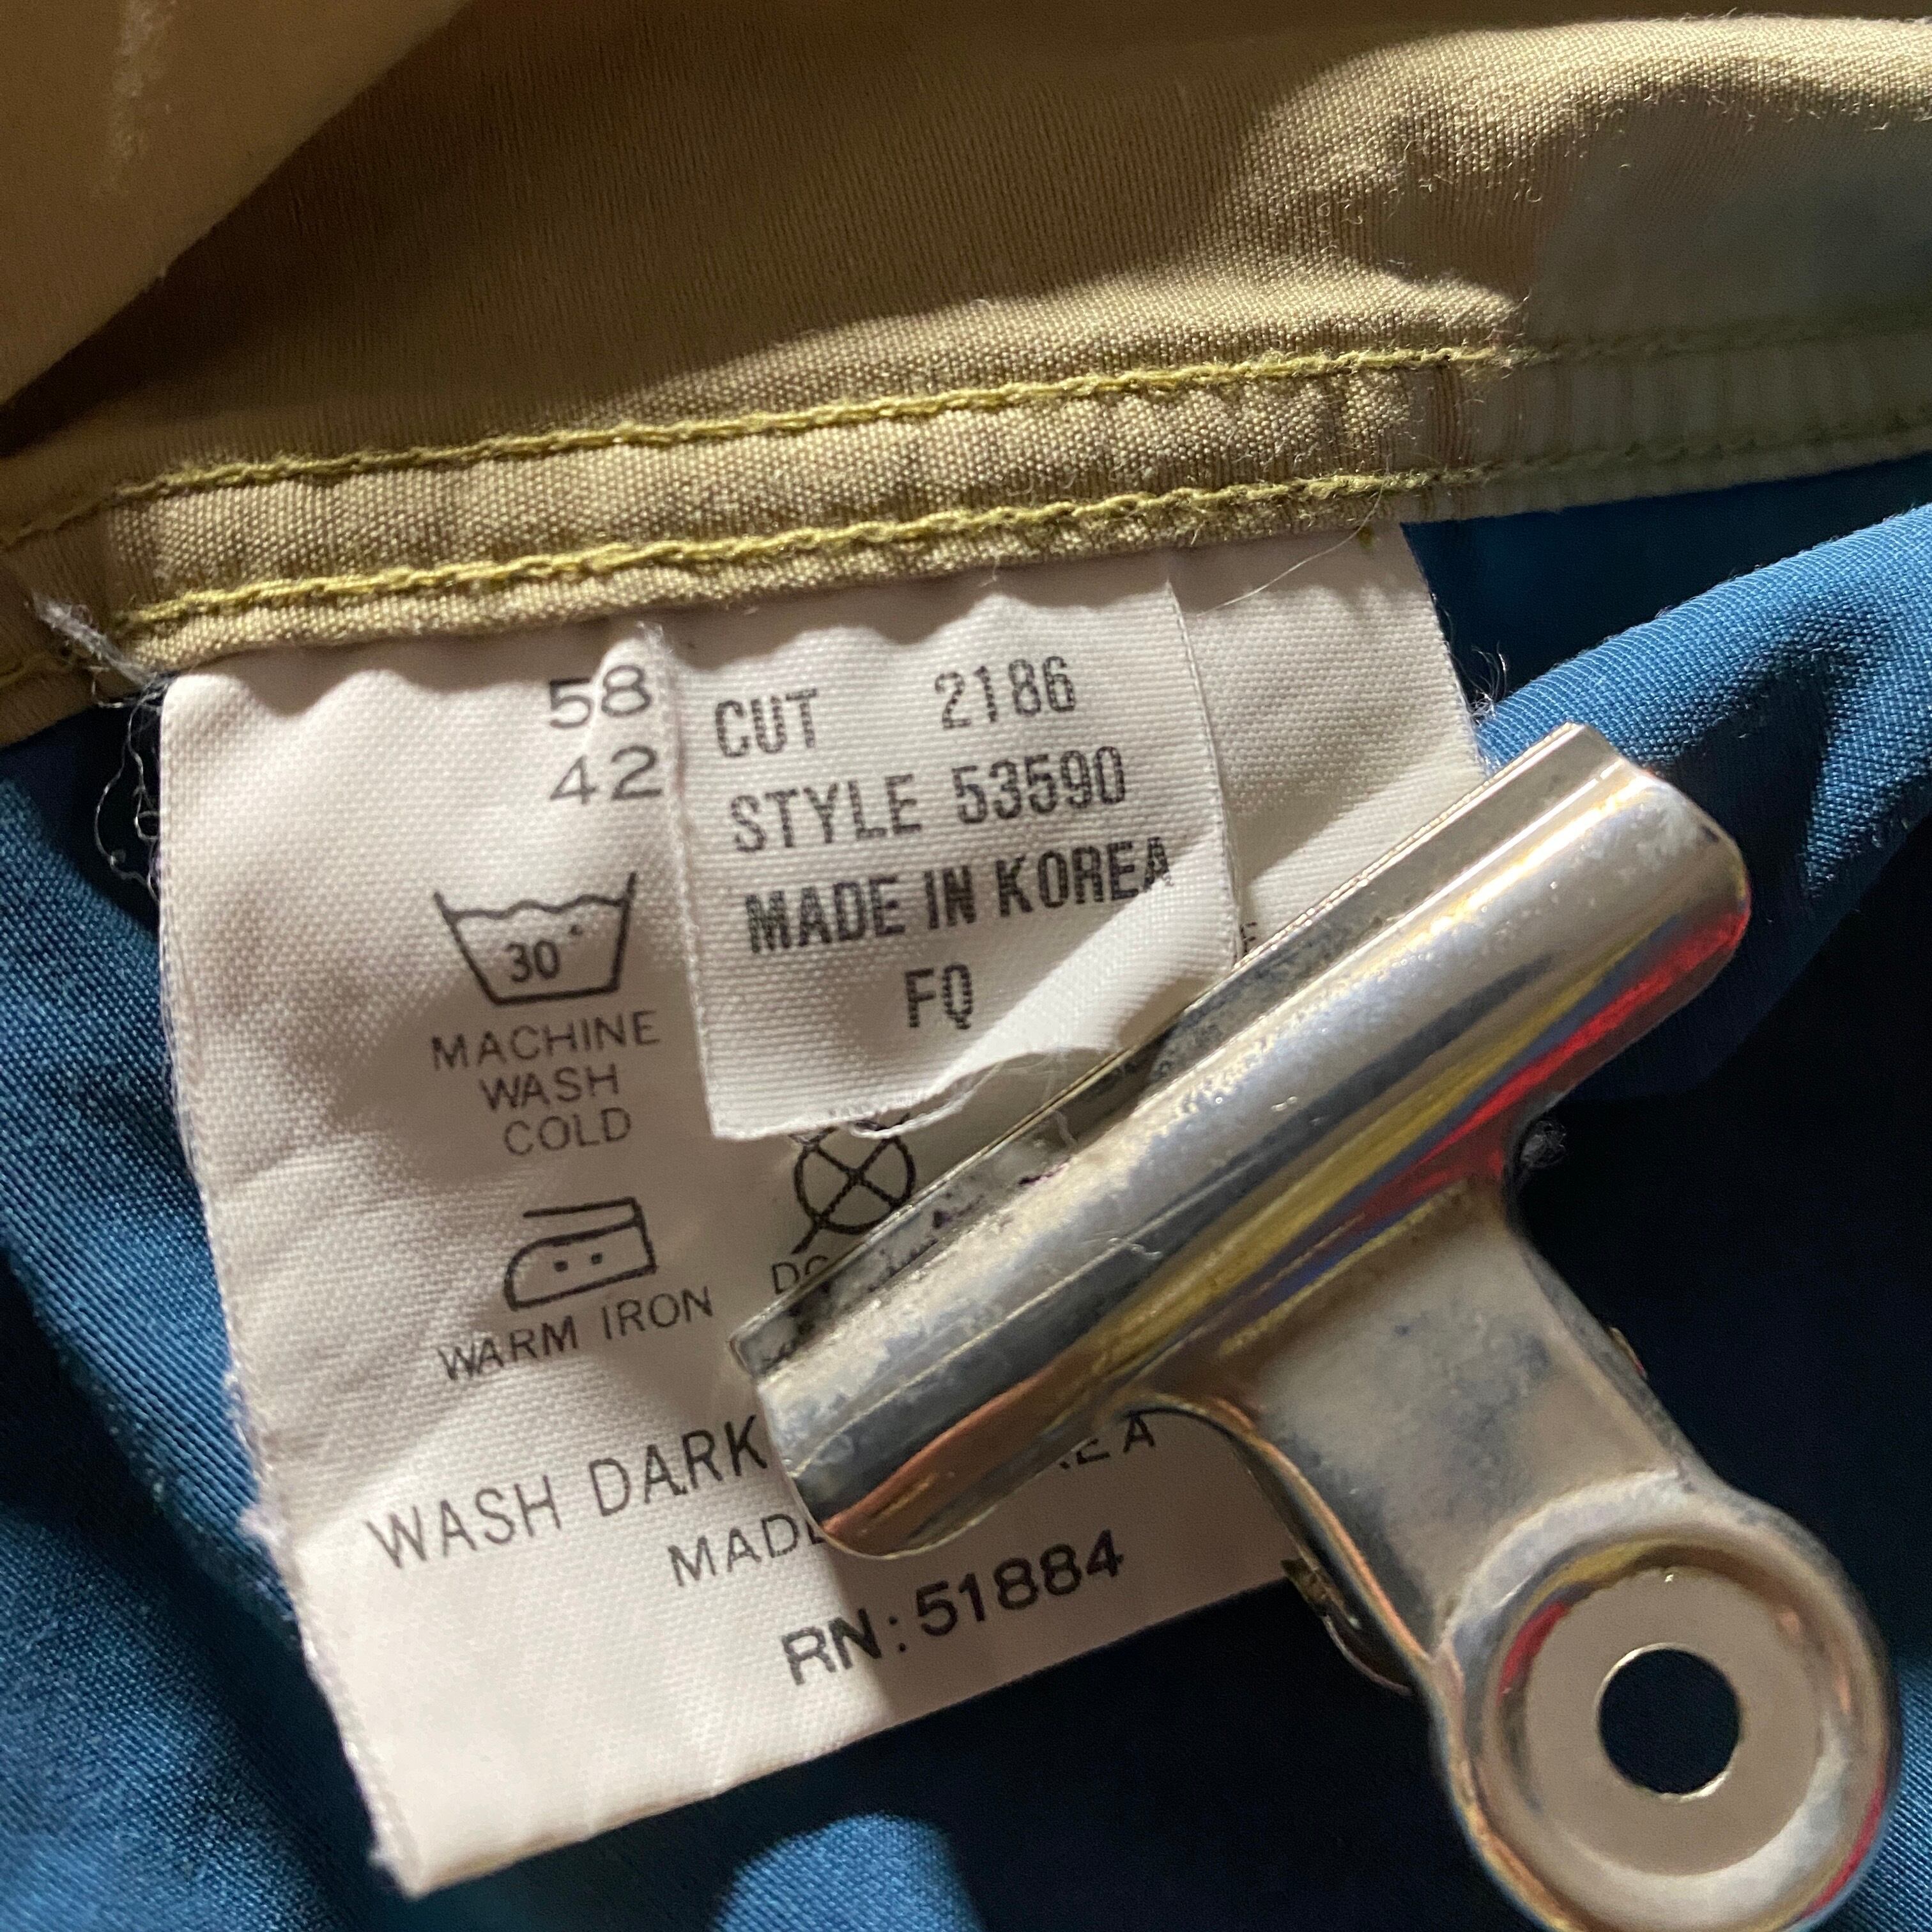 58
42
CUT 2186
STYLE 53590
MADE IN KOREA
FQ
30°
MACHINE
WASH
COLD
WARM IRON
WASH DARK
RN: 51884